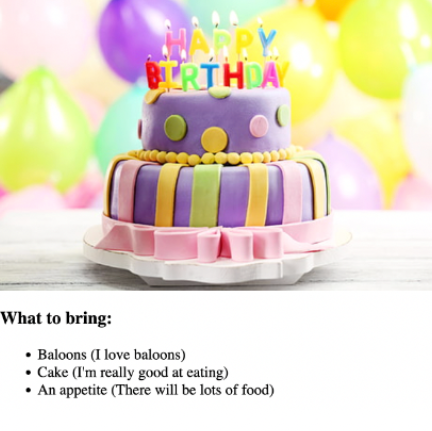 HAPPY
BIRTHDAY
What to bring:
Baloons (I love baloons)
Cake (I'm really good at eating)
An appetite (There will be lots of food)